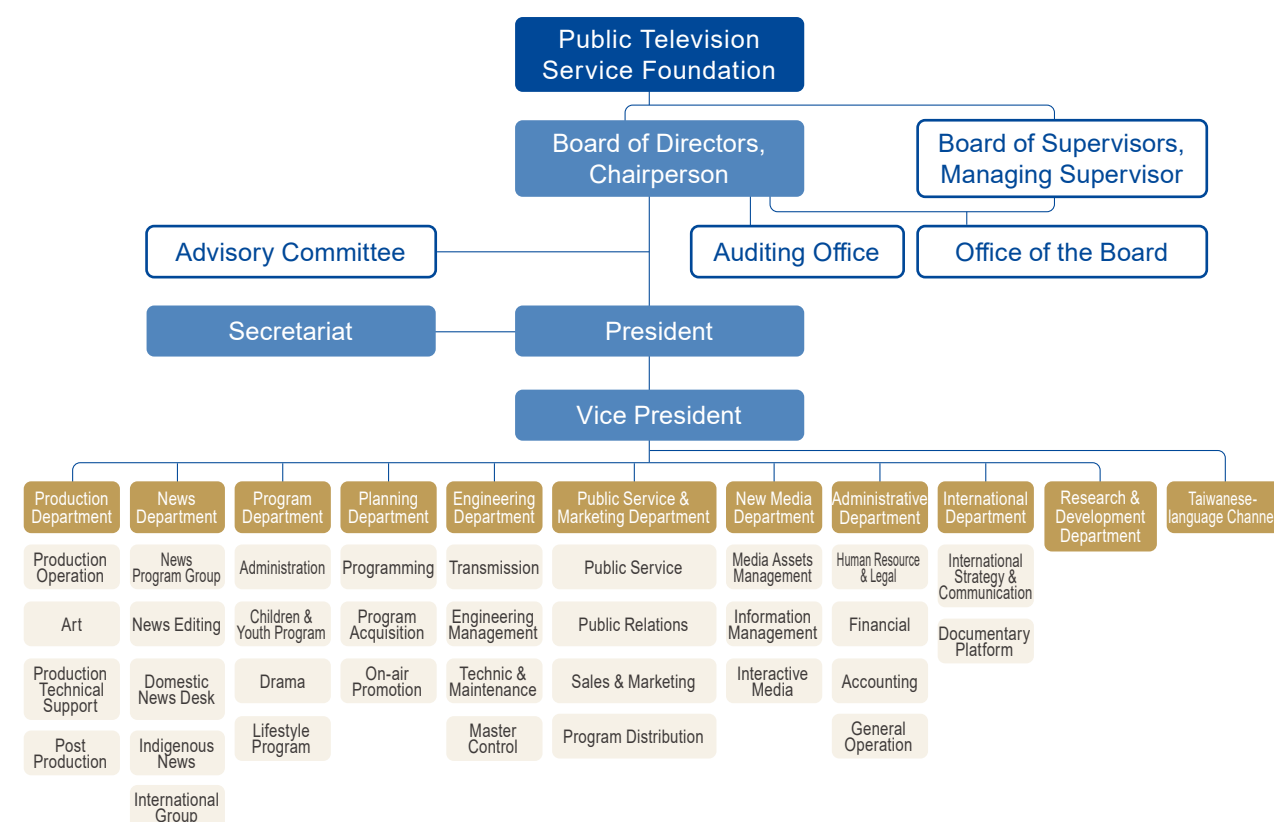 Public Television
Service Foundation
Board of Directors,
Chairperson
Board of Supervisors,
Managing Supervisor
Advisory Committee
Auditing Office
Office of the Board
Secretariat
President
Vice President
Production
Department
News
Department
Program
Department
Planning
Department
Engineering
Department
Public Service &
Marketing Department
New Media
Department
Administrative
Department
International
Department
Research &
Development
Department
Taiwanese-
language Channel
Production
Operation
Art
Production
Technical
Support
Post
Production
News
Program Group
News Editing
Domestic
News Desk
Indigenous
News
International
Group
Administration
Children &
Youth Program
Drama
Lifestyle
Program
Programming
Program
Acquisition
On-air
Promotion
Transmission
Engineering
Management
Technic &
Maintenance
Master
Control
Public Service
Public Relations
Sales & Marketing
Program Distribution
Media Assets
Management
Information
Management
Interactive
Media
Human Resource
& Legal
Financial
Accounting
General
Operation
International
Strategy &
Communication
Documentary
Platform